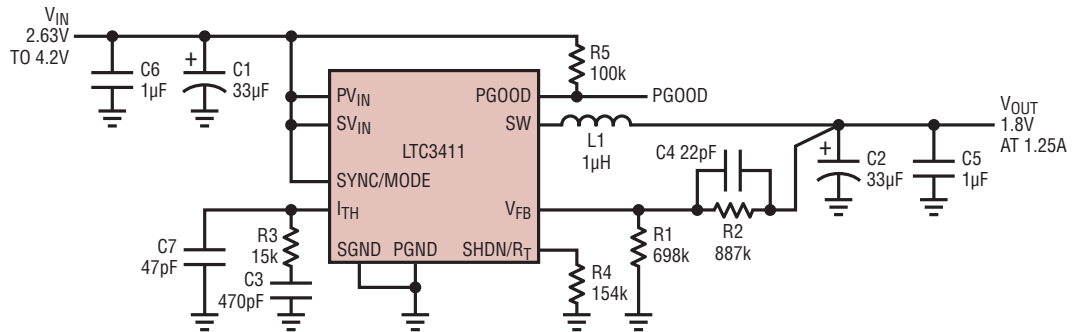 VIN
2.63V
TO 4.2V
C6
1µF
+
C1
33µF
R5
100k
PVIN
SVIN
SYNC/MODE
ITH
SGND
PGND
LTC3411
PGOOD
SW
VFB
SHDN/RT
PGOOD
L1
1µH
C4 22pF
R2
887k
R1
698k
R4
154k
+
C2
33µF
C5
1µF
VOUT
1.8V
AT 1.25A
C7
47pF
R3
15k
C3
470pF